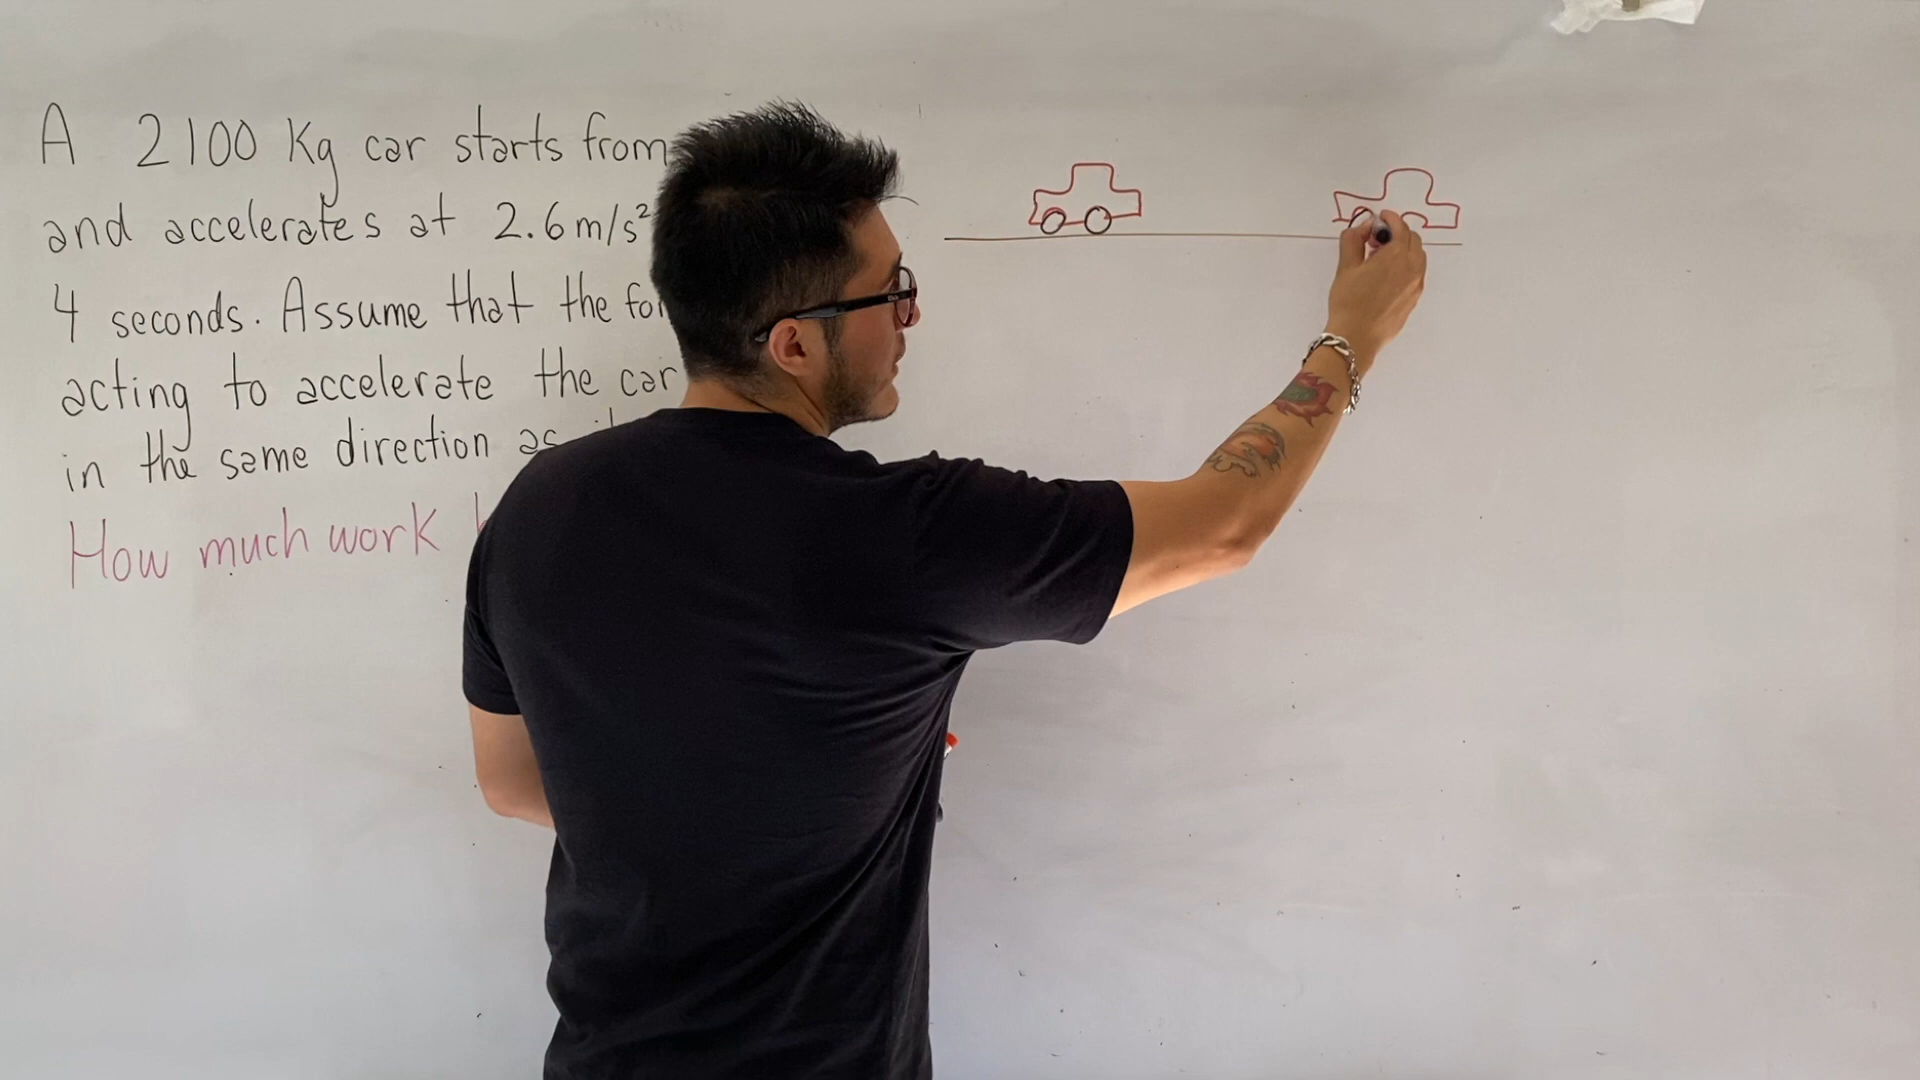 A 2100 Kg car starts from
and accelerates at 2.6 m/s²
4 seconds. Assume that the
acting to accelerate the car
in the same direction as
How much work